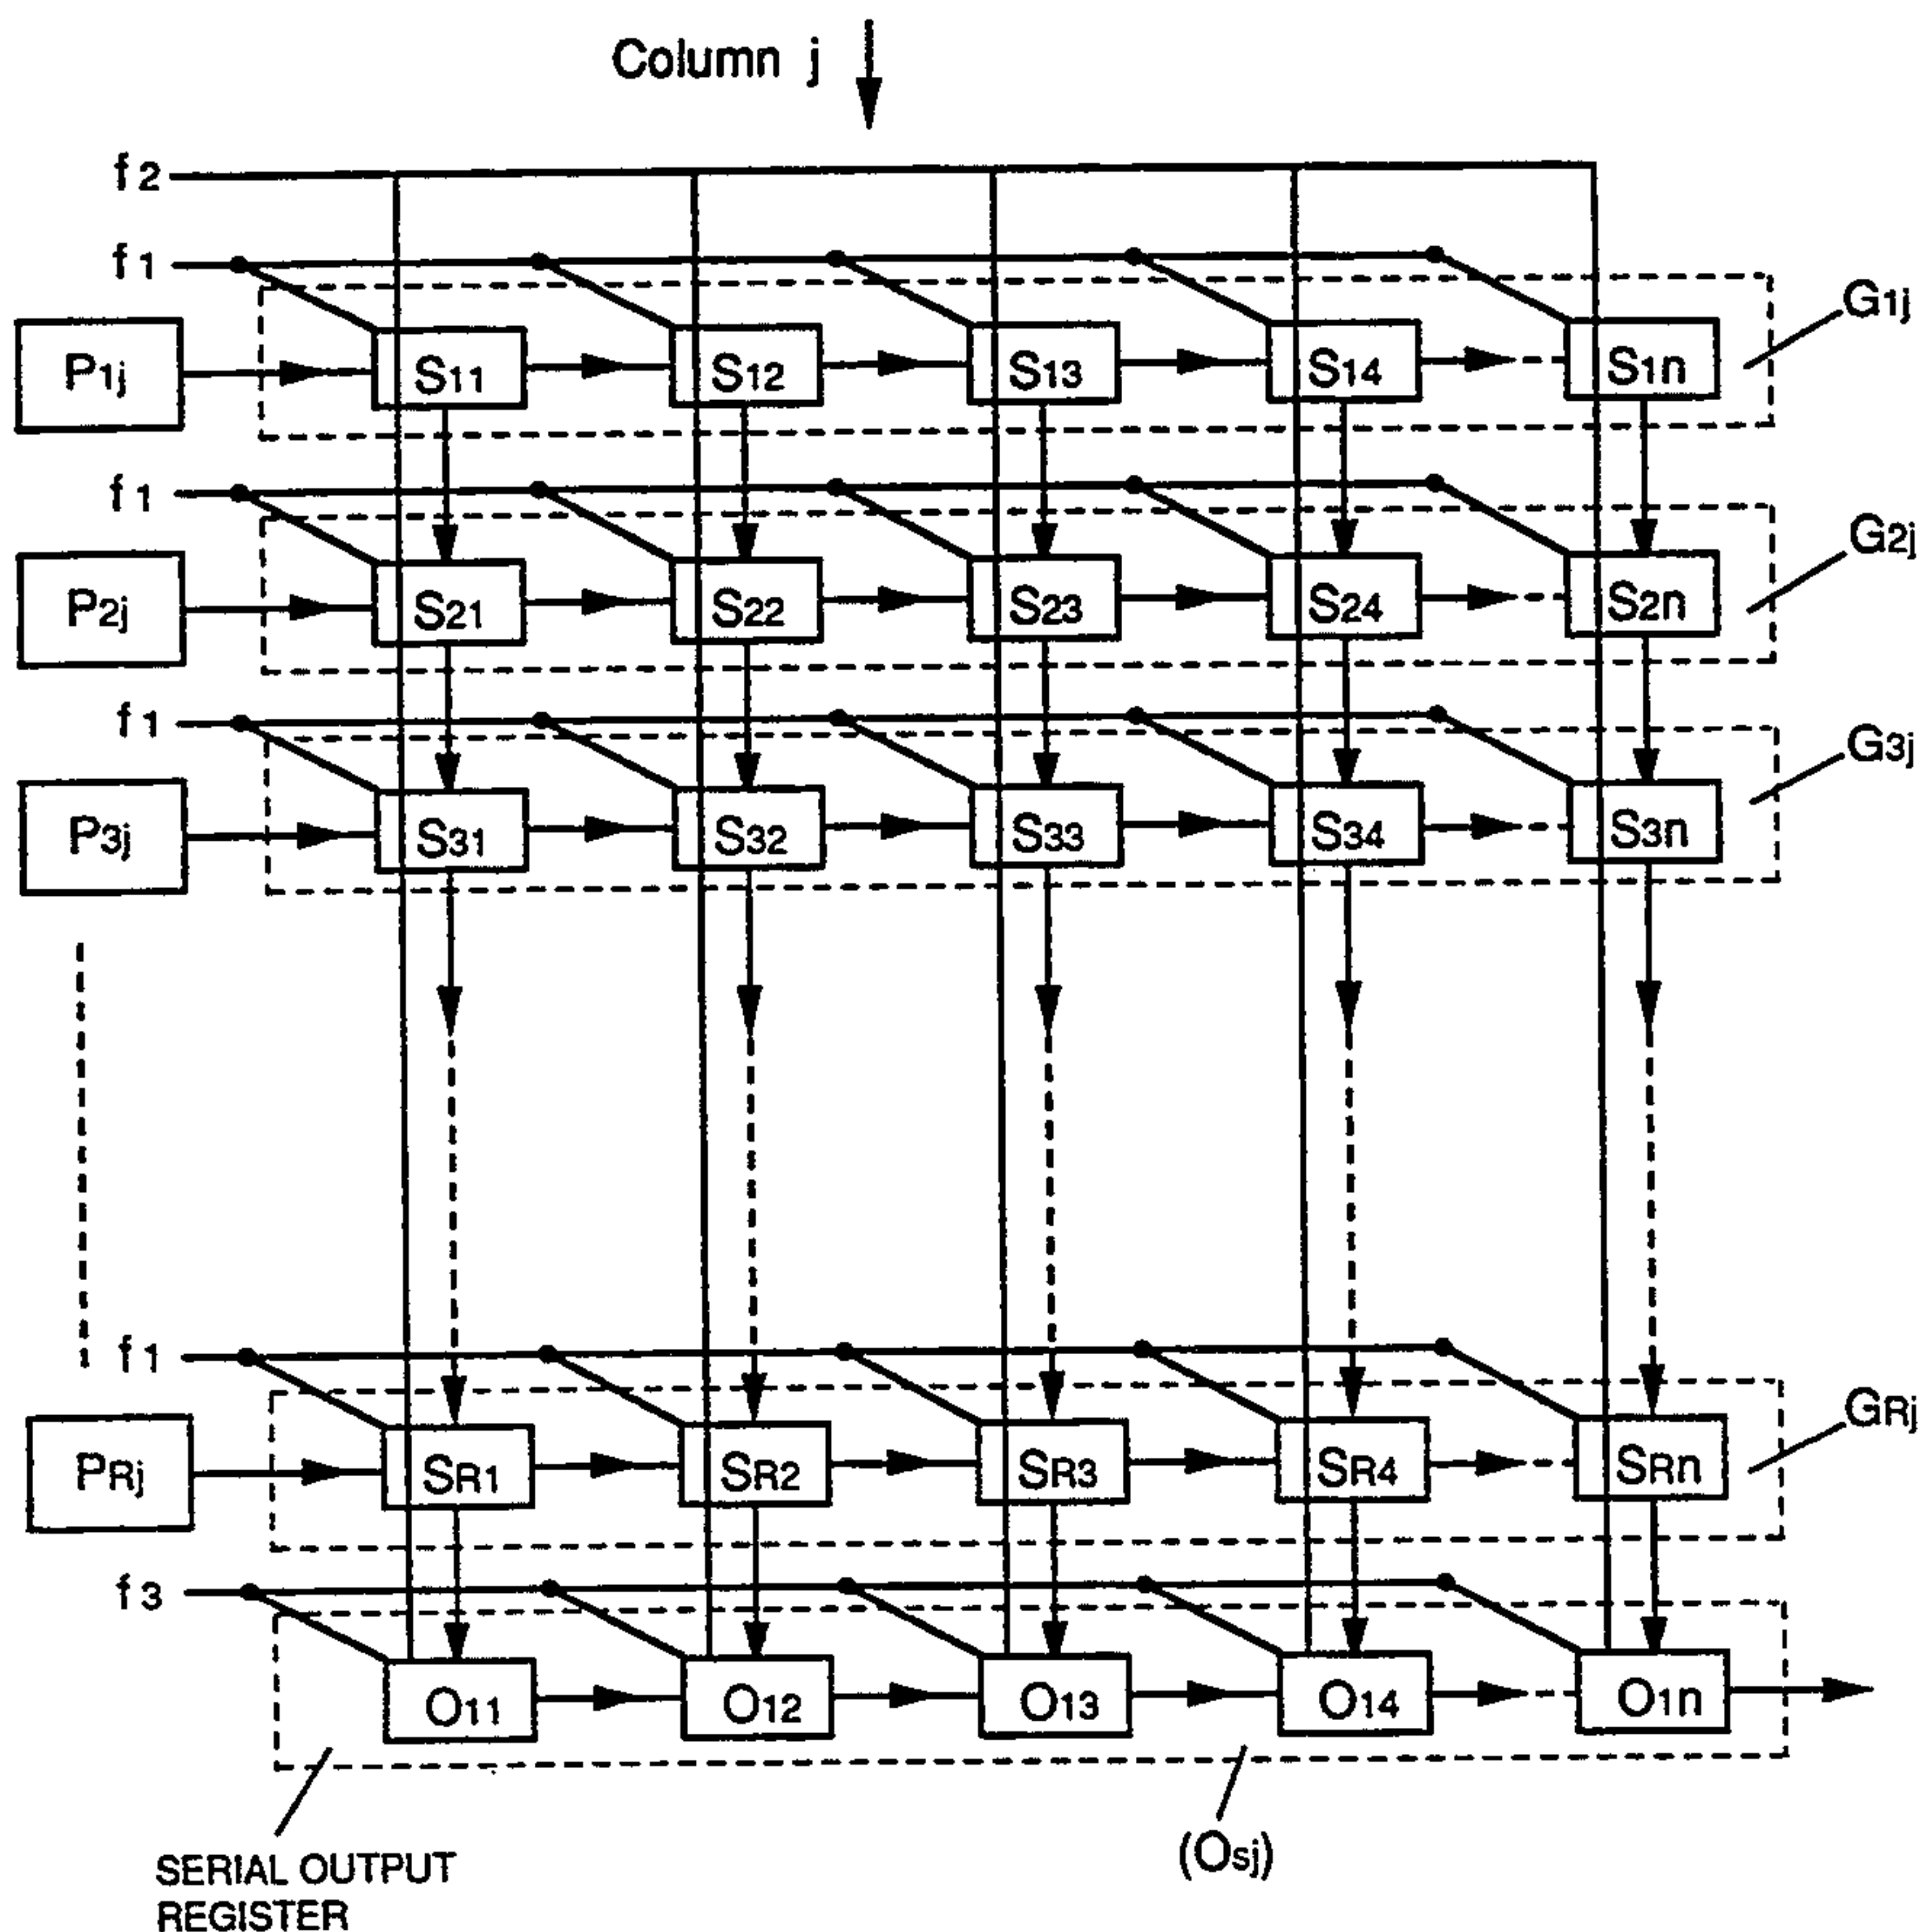 Column j
f2
f1
G1j
P1j S11 S12 S13 S14 S1n
f1
G2j
P2j S21 S22 S23 S24 S2n
f1
G3j
P3j S31 S32 S33 S34 S3n
f1
GRj
PRj SR1 SR2 SR3 SR4 SRn
f3
O11 O12 O13 O14 O1n
(Osj)
SERIAL OUTPUT
REGISTER